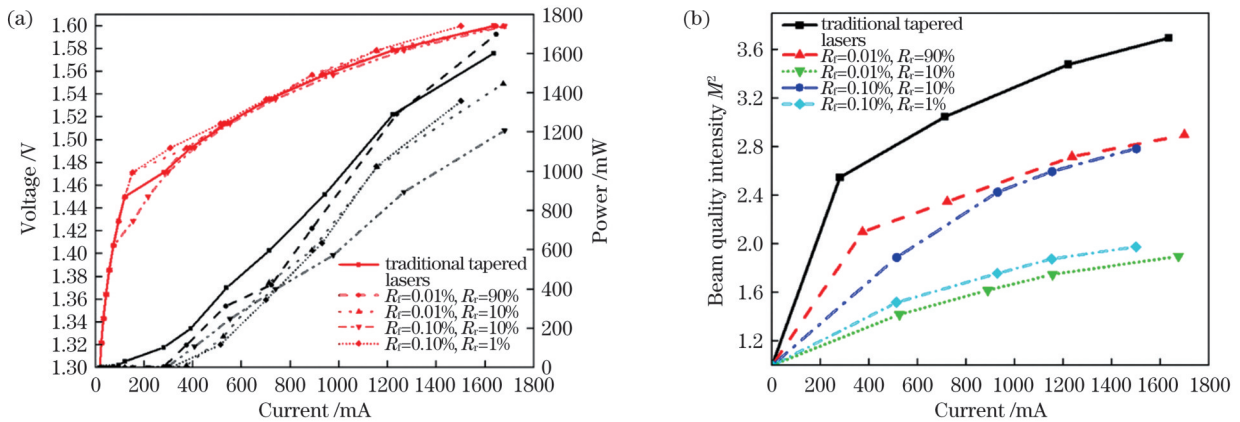 (a)
1.60
1.58
1.56
1.54
1.52
1.50
1.48
1.46
1.44
1.42
1.40
1.38
1.36
1.34
1.32
1.30
Voltage /V
1800
1600
1400
1200
1000
800
600
400
200
0
Power /mW
traditional tapered
lasers
Rf=0.01%, Rr=90%
Rf=0.01%, Rr=10%
Rf=0.10%, Rr=10%
Rf=0.10%, Rr=1%
0 200 400 600 800 1000 1200 1400 1600 1800
Current /mA
(b)
3.6
3.2
2.8
2.4
2.0
1.6
1.2
Beam quality intensity M²
traditional tapered
lasers
Rf=0.01%, Rr=90%
Rf=0.01%, Rr=10%
Rf=0.10%, Rr=10%
Rf=0.10%, Rr=1%
0 200 400 600 800 1000 1200 1400 1600 1800
Current /mA